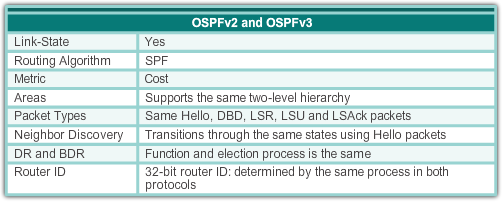 OSPFv2 and OSPFv3
Link-State Yes
Routing Algorithm SPF
Metric Cost
Areas Supports the same two-level hierarchy
Packet Types Same Hello, DBD, LSR, LSU and LSAck packets
Neighbor Discovery Transitions through the same states using Hello packets
DR and BDR Function and election process is the same
Router ID 32-bit router ID: determined by the same process in both
protocols